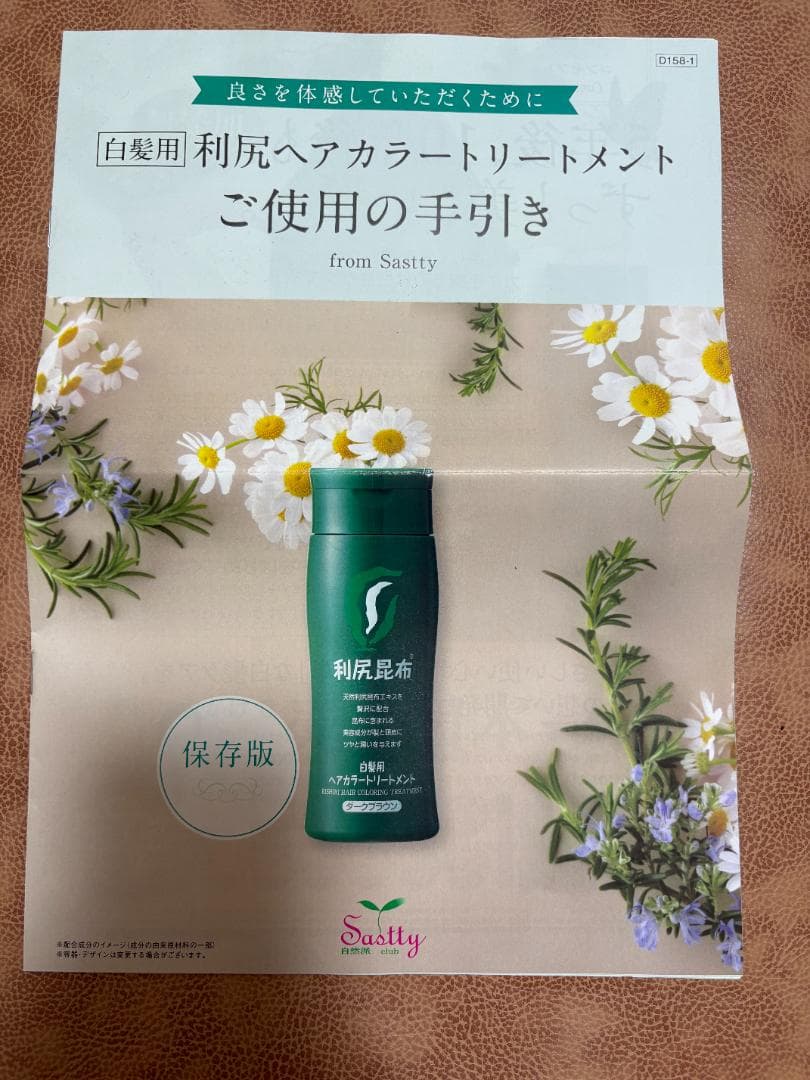 D158-1
良さを体感していただくために
白髪用 利尻ヘアカラートリートメント
ご使用の手引き
from Sastty
利尻昆布
天然利尻昆布エキスを
贅沢に配合
昆布に含まれる
美容成分が髪と頭皮に
ツヤと潤いを与えます
白髪用
ヘアカラートリートメント
RISHIRI HAIR COLORING TREATMENT
ダークブラウン
保存版
Sastty
自然派 club
※配合成分のイメージ(成分の由来原材料の一部)
※容器・デザインは変更する場合がございます。